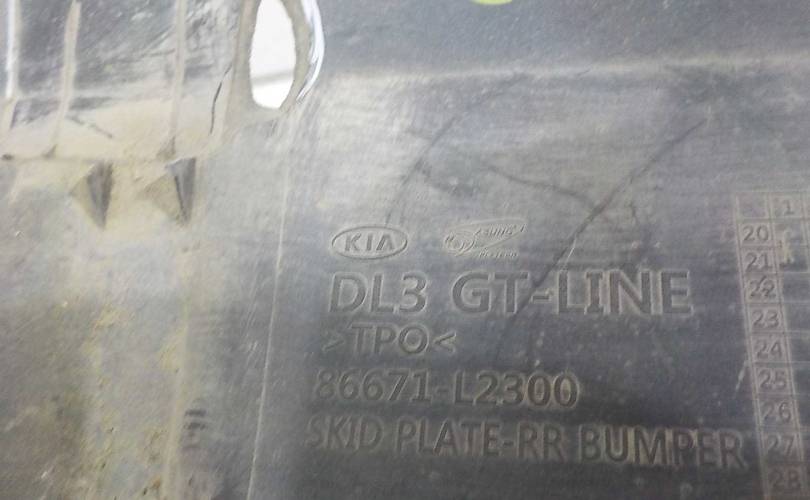 KIA
DL3 GT-LINE
>TPO<
86671-L2300
SKID PLATE-RR BUMPER
1
20
21
22
23
24
25
26
27
28